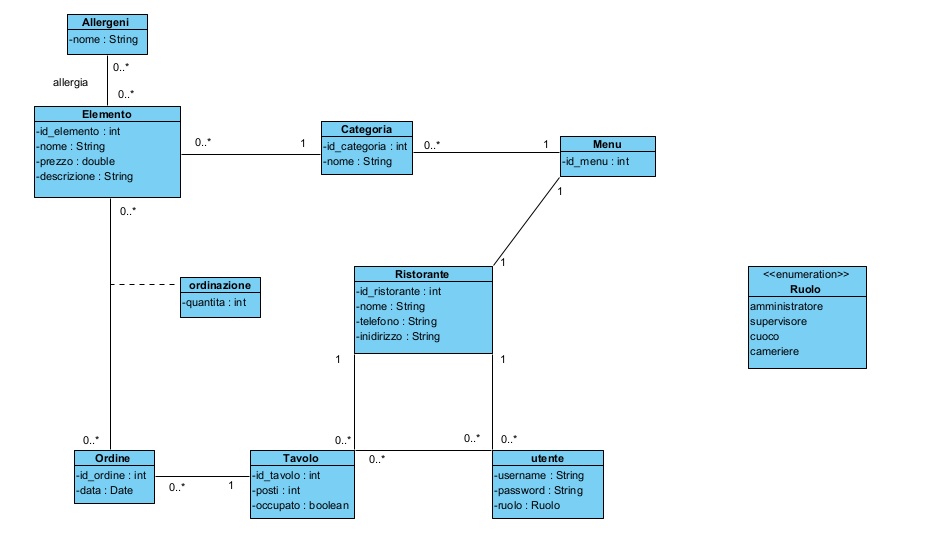 Allergeni
-nome : String
0..*
allergia
0..*
Elemento
-id_elemento : int
-nome : String
-prezzo : double
-descrizione : String
0..*
1
Categoria
-id_categoria : int
-nome : String
0..*
1
Menu
-id_menu : int
1
0..*
1
Ristorante
-id_ristorante : int
-nome : String
-telefono : String
-inidirizzo : String
<<enumeration>>
Ruolo
amministratore
supervisore
cuoco
cameriere
ordinazione
-quantita : int
1
1
0..*
0..*
0..*
0..*
0..*
Ordine
-id_ordine : int
-data : Date
0..*
1
Tavolo
-id_tavolo : int
-posti : int
-occupato : boolean
utente
-username : String
-password : String
-ruolo : Ruolo